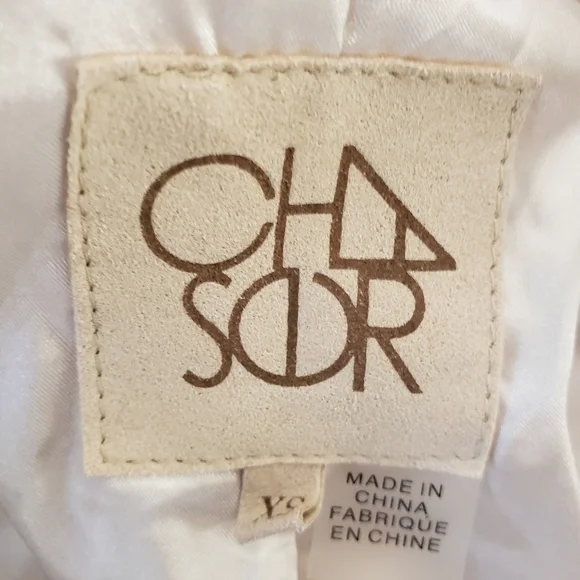 CHA
SOR
XS
MADE IN
CHINA
FABRIQUE
EN CHINE